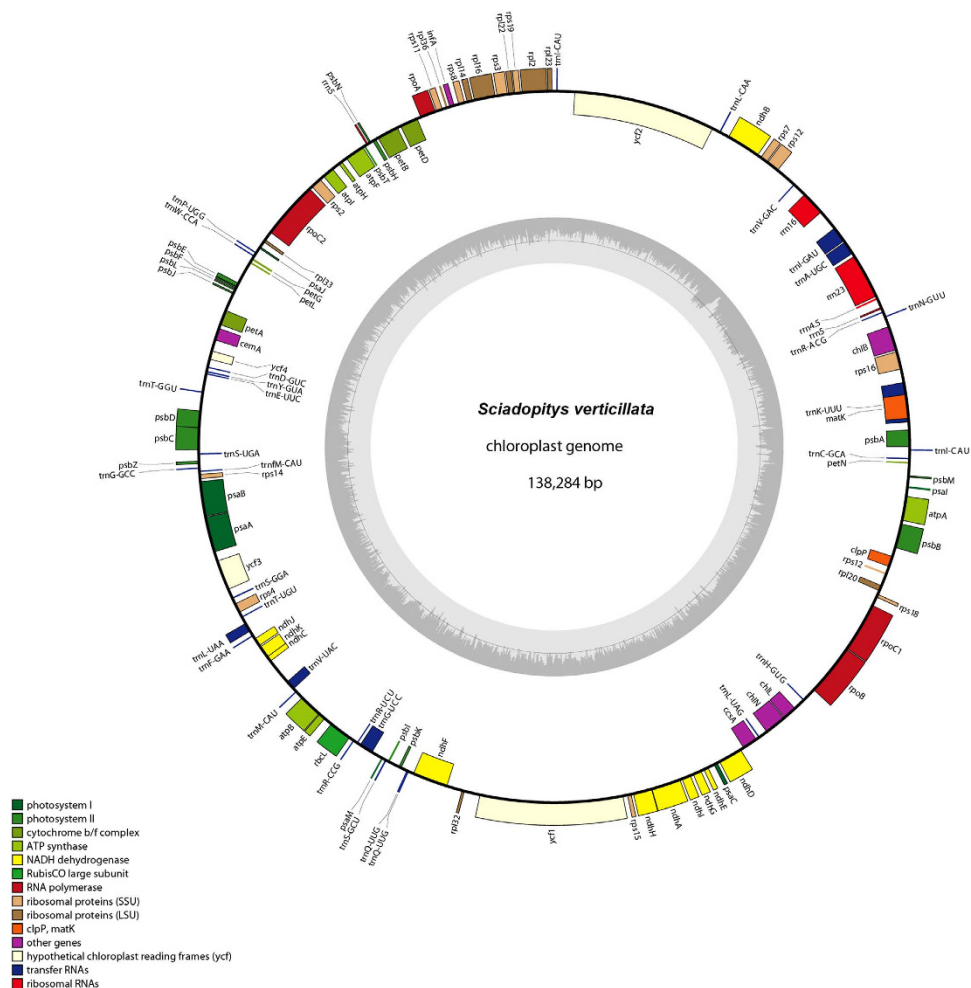 Sciadopitys verticillata
chloroplast genome
138,284 bp
trnI-CAU
ycf2
trnL-CAA
ndhB
rps7
rps12
trnV-GAC
rrn16
trnI-GAU
trnA-UGC
rrn23
rrn4.5
rrn5
trnR-ACG
trnN-GUU
chlB
rps16
trnK-UUU
matK
psbA
trnI-CAU
trnC-GCA
petN
psbM
psaI
atpA
psbB
clpP
rps12
rpl20
rps18
rpoC1
rpoB
trnH-GUG
chlL
chlN
trnL-UAG
ccsA
ndhD
psaC
ndhE
ndhG
ndhI
ndhA
ndhH
rps15
ycf1
rpl32
ndhF
psbK
psbI
trnQ-UUG
trnQ-UUG
trnS-GCU
psaM
trnG-UCC
trnR-UCU
trnR-CCG
rbcL
atpE
atpB
trnM-CAU
trnV-UAC
ndhC
ndhK
ndhJ
trnF-GAA
trnL-UAA
trnT-UGU
rps4
trnS-GGA
ycf3
psaA
psaB
rps14
trnfM-CAU
trnG-GCC
psbZ
trnS-UGA
psbC
psbD
trnT-GGU
trnE-UUC
trnY-GUA
trnD-GUC
ycf4
cemA
petA
psbJ
psbL
psbF
psbE
petL
petG
psaJ
rpl33
trnW-CCA
trnP-UGG
rpoC2
rps2
atpI
atpH
atpF
psbT
psbH
rrn5
psbN
petB
petD
rpoA
rps11
rpl36
infA
rps8
rpl14
rpl16
rps3
rpl22
rps19
rpl2
rpl23
photosystem I
photosystem II
cytochrome b/f complex
ATP synthase
NADH dehydrogenase
RubisCO large subunit
RNA polymerase
ribosomal proteins (SSU)
ribosomal proteins (LSU)
clpP, matK
other genes
hypothetical chloroplast reading frames (ycf)
transfer RNAs
ribosomal RNAs